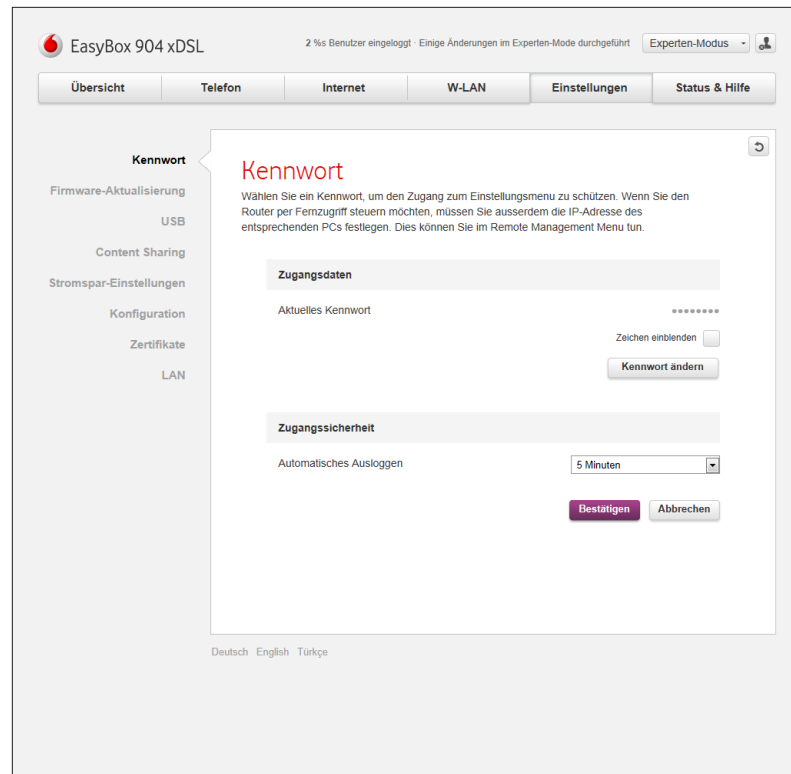 EasyBox 904 xDSL
2 %s Benutzer eingeloggt · Einige Änderungen im Experten-Mode durchgeführt
Experten-Modus
Übersicht
Telefon
Internet
W-LAN
Einstellungen
Status & Hilfe
Kennwort
Firmware-Aktualisierung
USB
Content Sharing
Stromspar-Einstellungen
Konfiguration
Zertifikate
LAN
Kennwort
Wählen Sie ein Kennwort, um den Zugang zum Einstellungsmenu zu schützen. Wenn Sie den
Router per Fernzugriff steuern möchten, müssen Sie ausserdem die IP-Adresse des
entsprechenden PCs festlegen. Dies können Sie im Remote Management Menu tun.
Zugangsdaten
Aktuelles Kennwort
••••••••
Zeichen einblenden
Kennwort ändern
Zugangssicherheit
Automatisches Ausloggen
5 Minuten
Bestätigen
Abbrechen
Deutsch English Türkçe